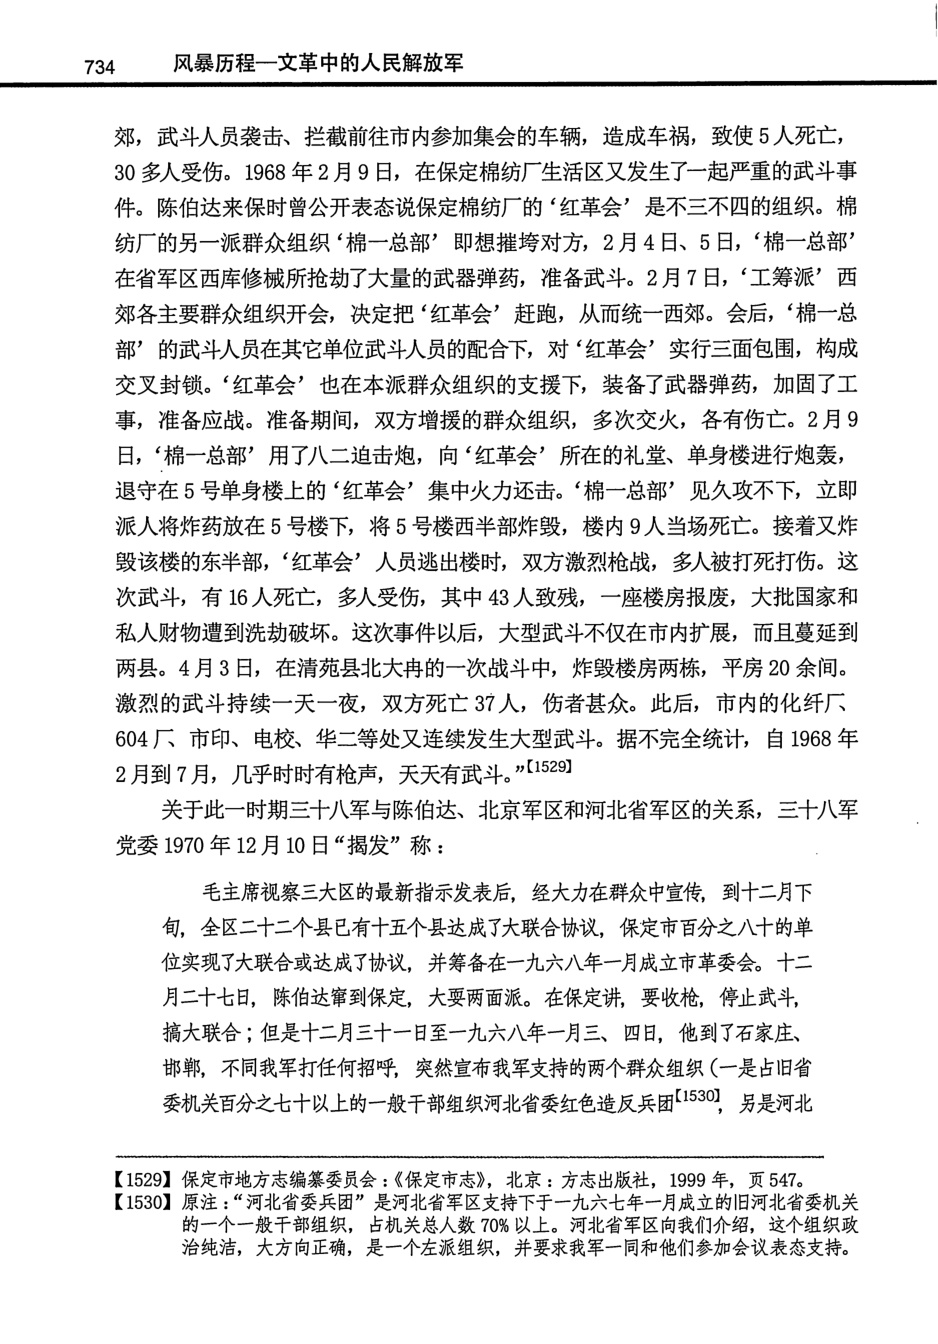 734 风暴历程—文革中的人民解放军
郊，武斗人员袭击、拦截前往市内参加集会的车辆，造成车祸，致使5人死亡，
30多人受伤。1968年2月9日，在保定棉纺厂生活区又发生了一起严重的武斗事
件。陈伯达来保时曾公开表态说保定棉纺厂的‘红革会’是不三不四的组织。棉
纺厂的另一派群众组织‘棉一总部’即想摧垮对方，2月4日、5日，‘棉一总部’
在省军区西库修械所抢劫了大量的武器弹药，准备武斗。2月7日，‘工筹派’西
郊各主要群众组织开会，决定把‘红革会’赶跑，从而统一西郊。会后，‘棉一总
部’的武斗人员在其它单位武斗人员的配合下，对‘红革会’实行三面包围，构成
交叉封锁。‘红革会’也在本派群众组织的支援下，装备了武器弹药，加固了工
事，准备应战。准备期间，双方增援的群众组织，多次交火，各有伤亡。2月9
日，‘棉一总部’用了八二迫击炮，向‘红革会’所在的礼堂、单身楼进行炮轰，
退守在5号单身楼上的‘红革会’集中火力还击。‘棉一总部’见久攻不下，立即
派人将炸药放在5号楼下，将5号楼西半部炸毁，楼内9人当场死亡。接着又炸
毁该楼的东半部，‘红革会’人员逃出楼时，双方激烈枪战，多人被打死打伤。这
次武斗，有16人死亡，多人受伤，其中43人致残，一座楼房报废，大批国家和
私人财物遭到洗劫破坏。这次事件以后，大型武斗不仅在市内扩展，而且蔓延到
两县。4月3日，在清苑县北大冉的一次战斗中，炸毁楼房两栋，平房20余间。
激烈的武斗持续一天一夜，双方死亡37人，伤者甚众。此后，市内的化纤厂、
604厂、市印、电校、华二等处又连续发生大型武斗。据不完全统计，自1968年
2月到7月，几乎时时有枪声，天天有武斗。”【1529】
关于此一时期三十八军与陈伯达、北京军区和河北省军区的关系，三十八军
党委1970年12月10日“揭发”称：
毛主席视察三大区的最新指示发表后，经大力在群众中宣传，到十二月下
旬，全区二十二个县已有十五个县达成了大联合协议，保定市百分之八十的单
位实现了大联合或达成了协议，并筹备在一九六八年一月成立市革委会。十二
月二十七日，陈伯达窜到保定，大耍两面派。在保定讲，要收枪，停止武斗，
搞大联合；但是十二月三十一日至一九六八年一月三、四日，他到了石家庄、
邯郸，不同我军打任何招呼，突然宣布我军支持的两个群众组织（一是占旧省
委机关百分之七十以上的一般干部组织河北省委红色造反兵团【1530】，另是河北
【1529】保定市地方志编纂委员会：《保定市志》，北京：方志出版社，1999年，页547。
【1530】原注：“河北省委兵团”是河北省军区支持下于一九六七年一月成立的旧河北省委机关
的一个一般干部组织，占机关总人数70%以上。河北省军区向我们介绍，这个组织政
治纯洁，大方向正确，是一个左派组织，并要求我军一同和他们参加会议表态支持。